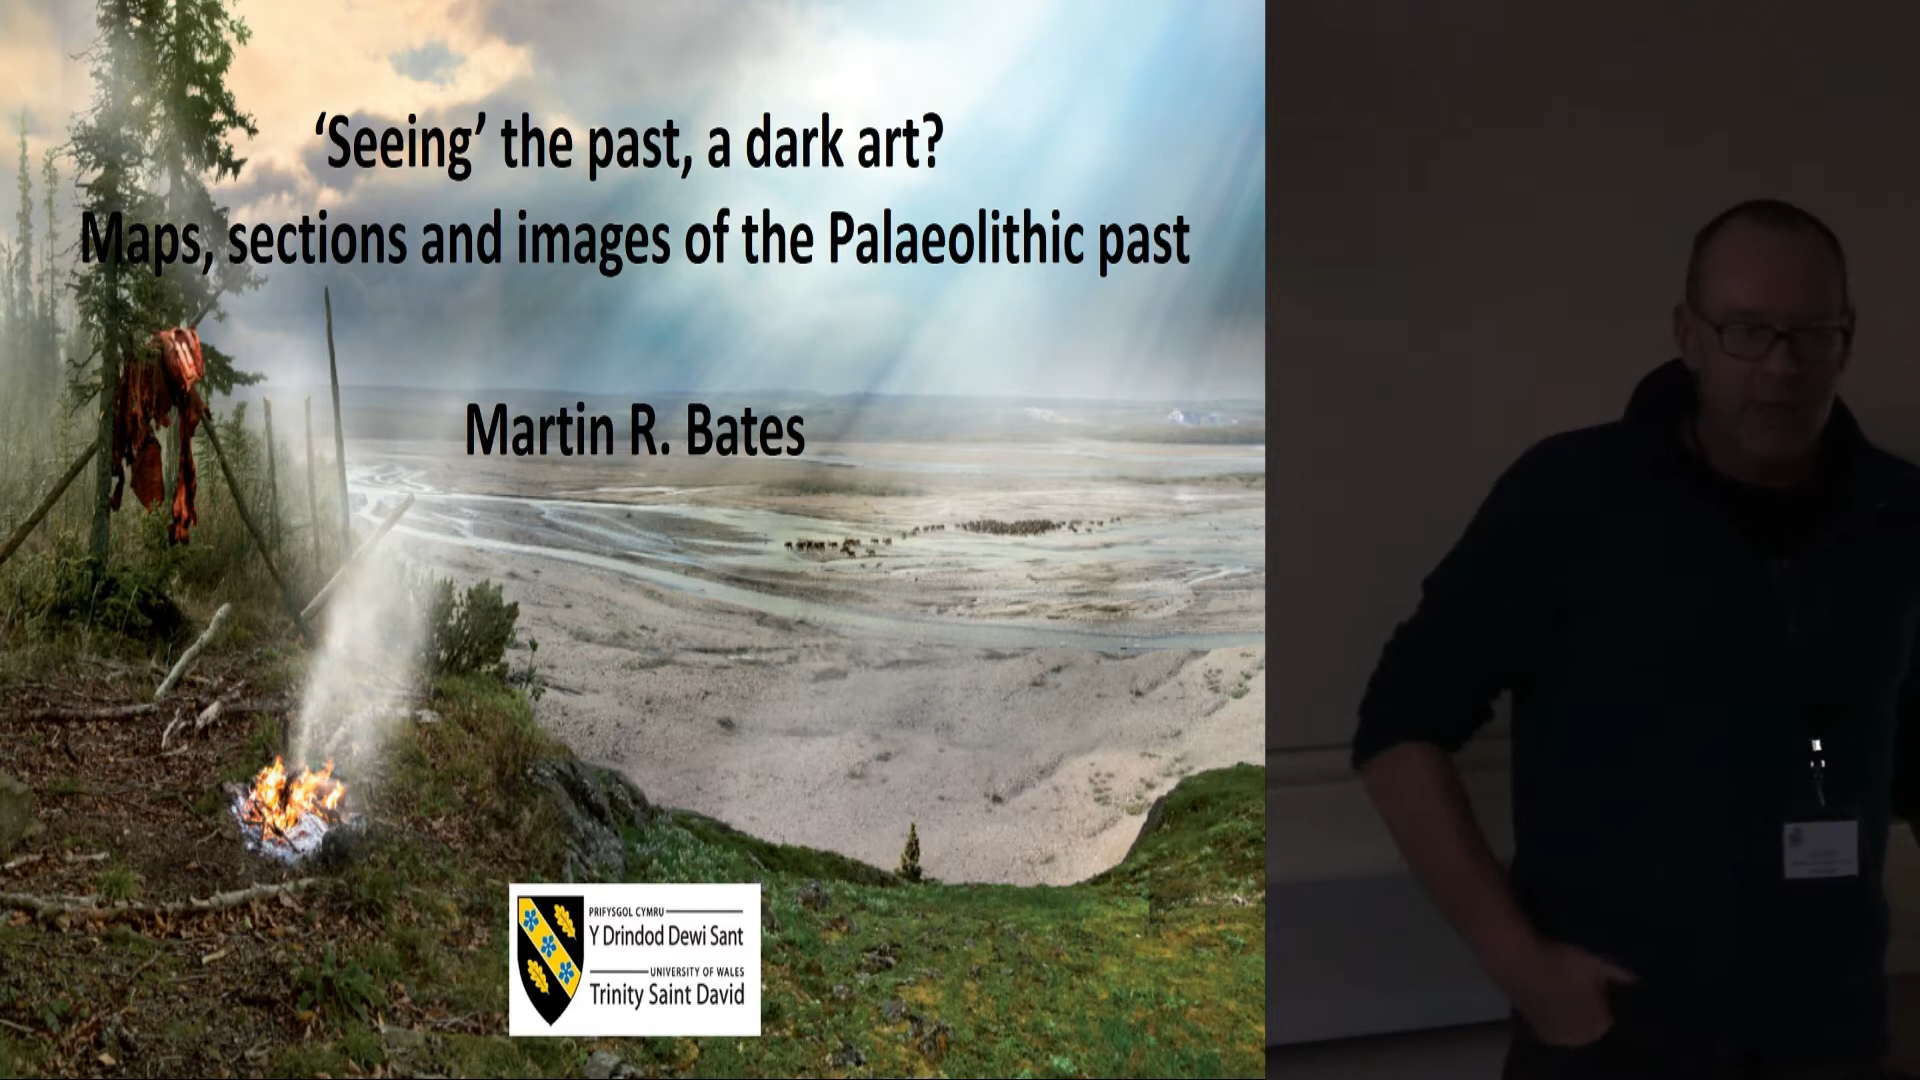 ‘Seeing’ the past, a dark art?
Maps, sections and images of the Palaeolithic past
Martin R. Bates
PRIFYSGOL CYMRU
Y Drindod Dewi Sant
UNIVERSITY OF WALES
Trinity Saint David